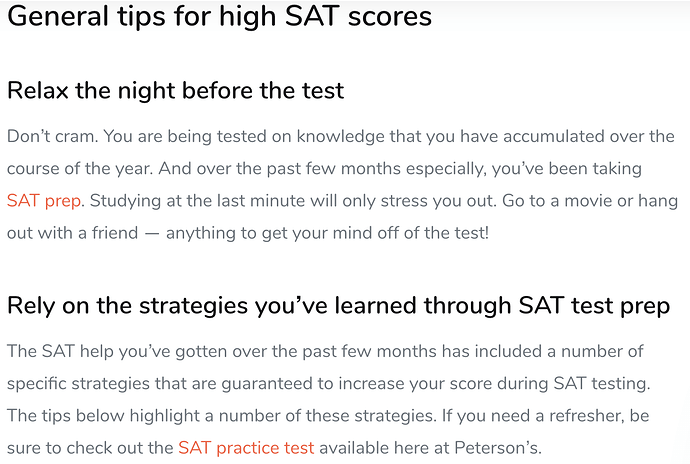 General tips for high SAT scores
Relax the night before the test
Don’t cram. You are being tested on knowledge that you have accumulated over the
course of the year. And over the past few months especially, you’ve been taking
SAT prep. Studying at the last minute will only stress you out. Go to a movie or hang
out with a friend — anything to get your mind off of the test!
Rely on the strategies you’ve learned through SAT test prep
The SAT help you’ve gotten over the past few months has included a number of
specific strategies that are guaranteed to increase your score during SAT testing.
The tips below highlight a number of these strategies. If you need a refresher, be
sure to check out the SAT practice test available here at Peterson’s.